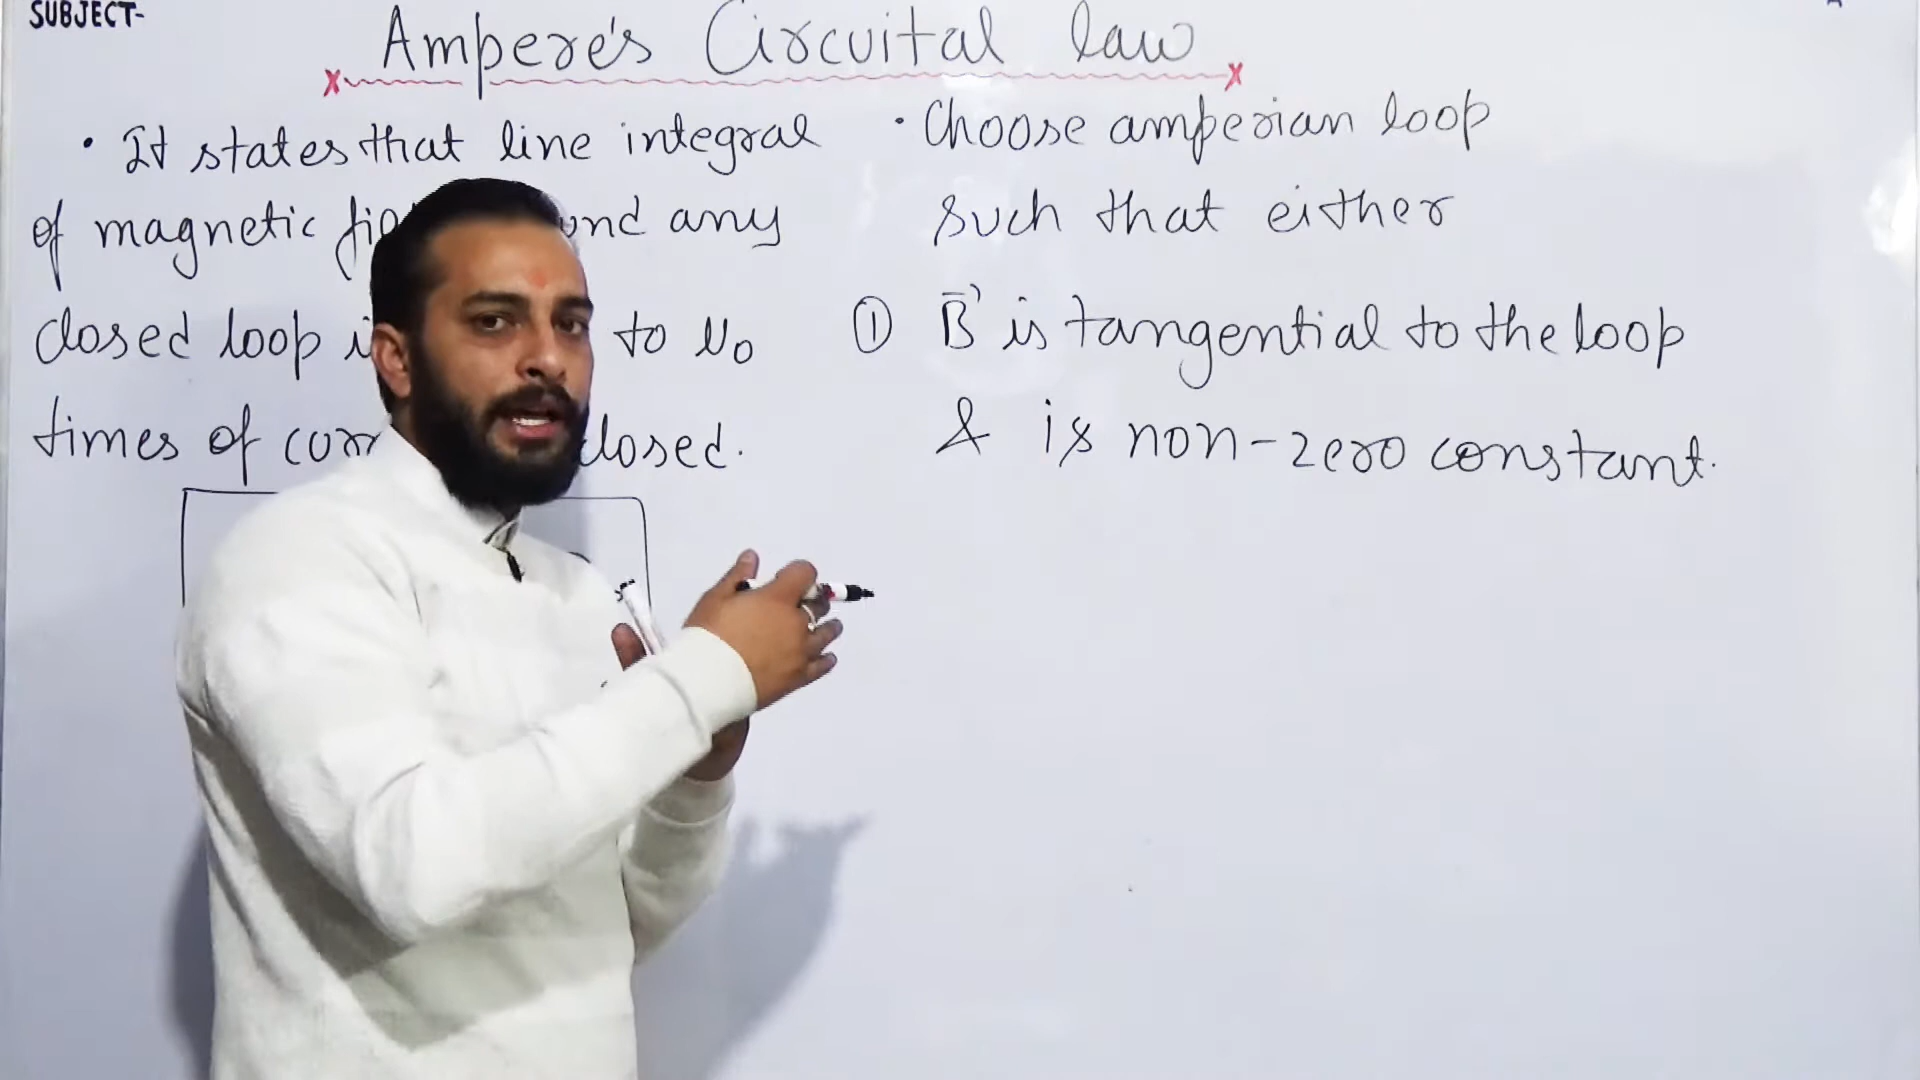 SUBJECT-
Ampere's Circuital law
• It states that line integral
of magnetic any
closed loop to μ0
times of
• Choose amperian loop
such that either
① B⃗ is tangential to the loop
& is non-zero constant.